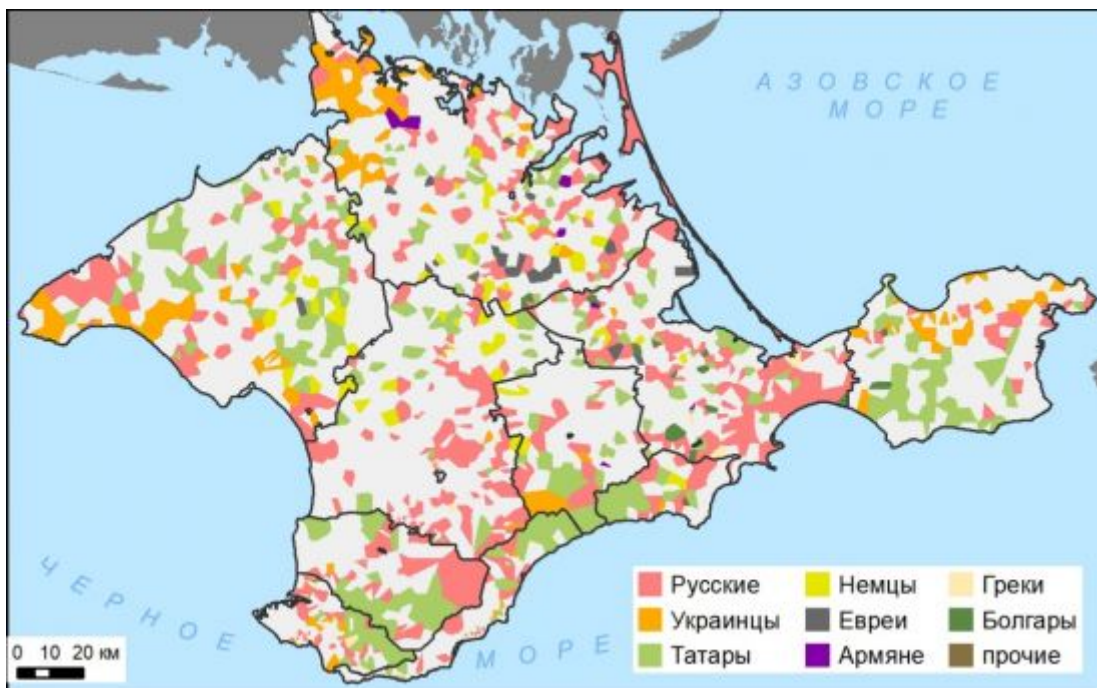 АЗОВСКОЕ
МОРЕ
ЧЕРНОЕ МОРЕ
0 10 20 км
Русские
Украинцы
Татары
Немцы
Евреи
Армяне
Греки
Болгары
прочие